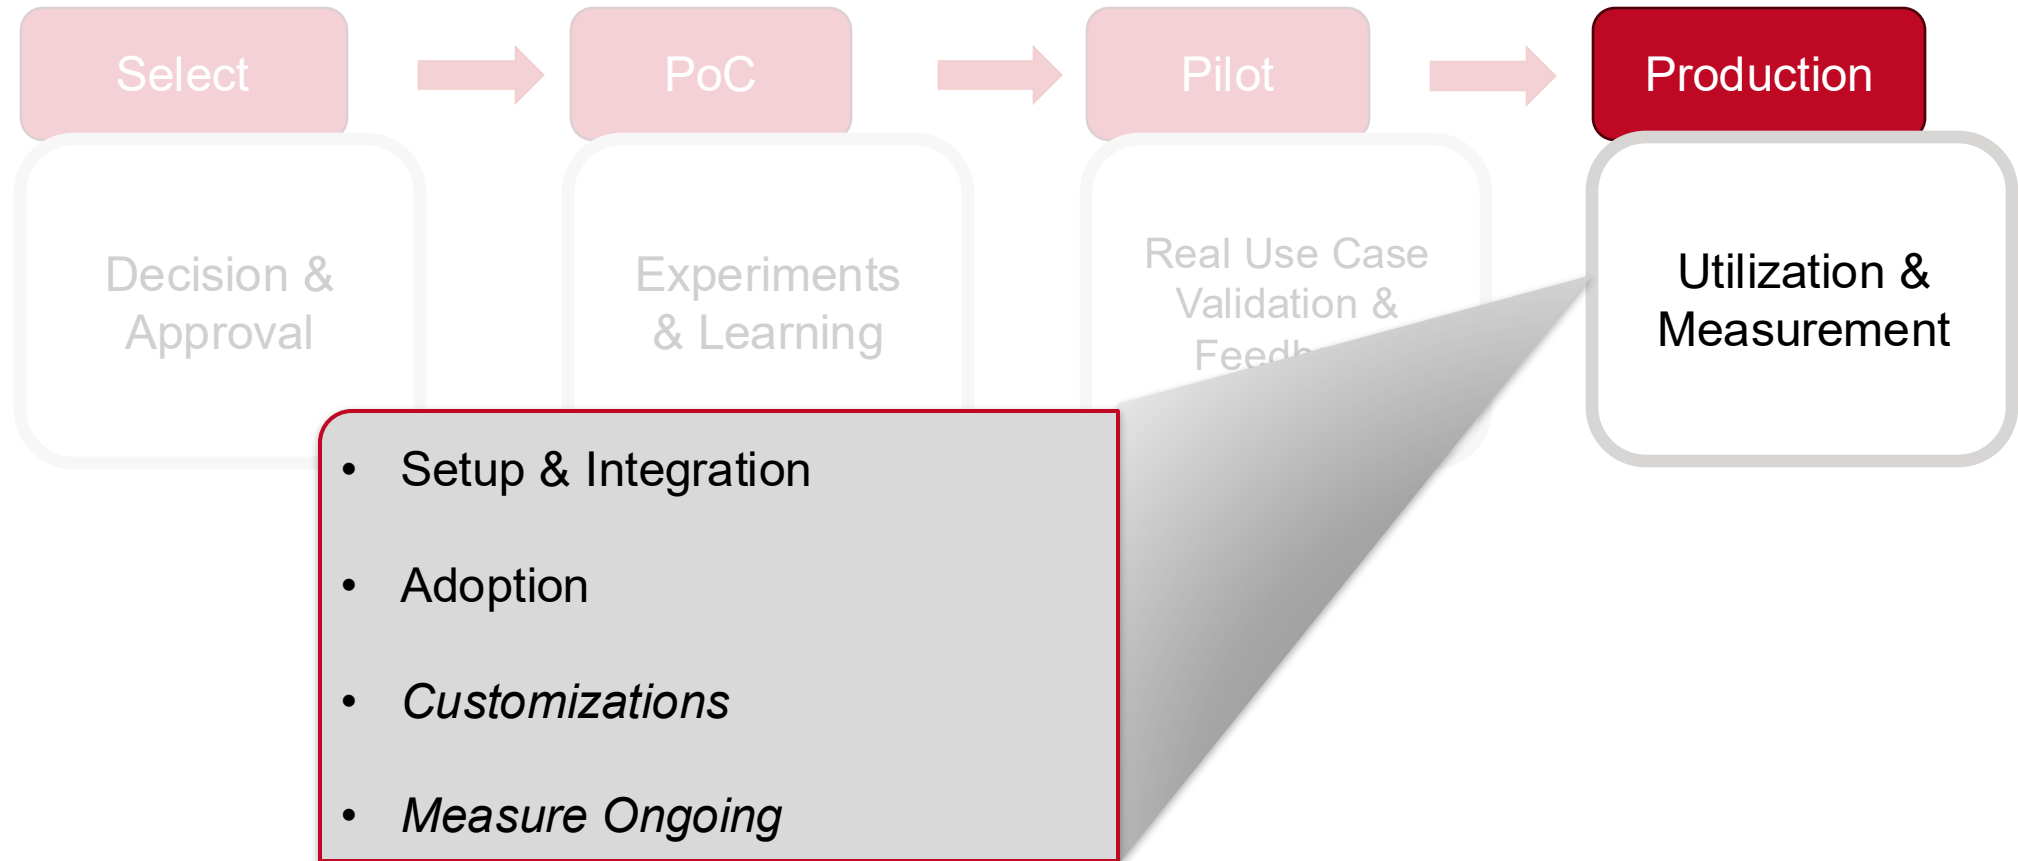 Select
PoC
Pilot
Production
Decision &
Approval
Experiments
& Learning
Real Use Case
Validation &
Utilization &
Measurement
• Setup & Integration
• Adoption
• Customizations
• Measure Ongoing